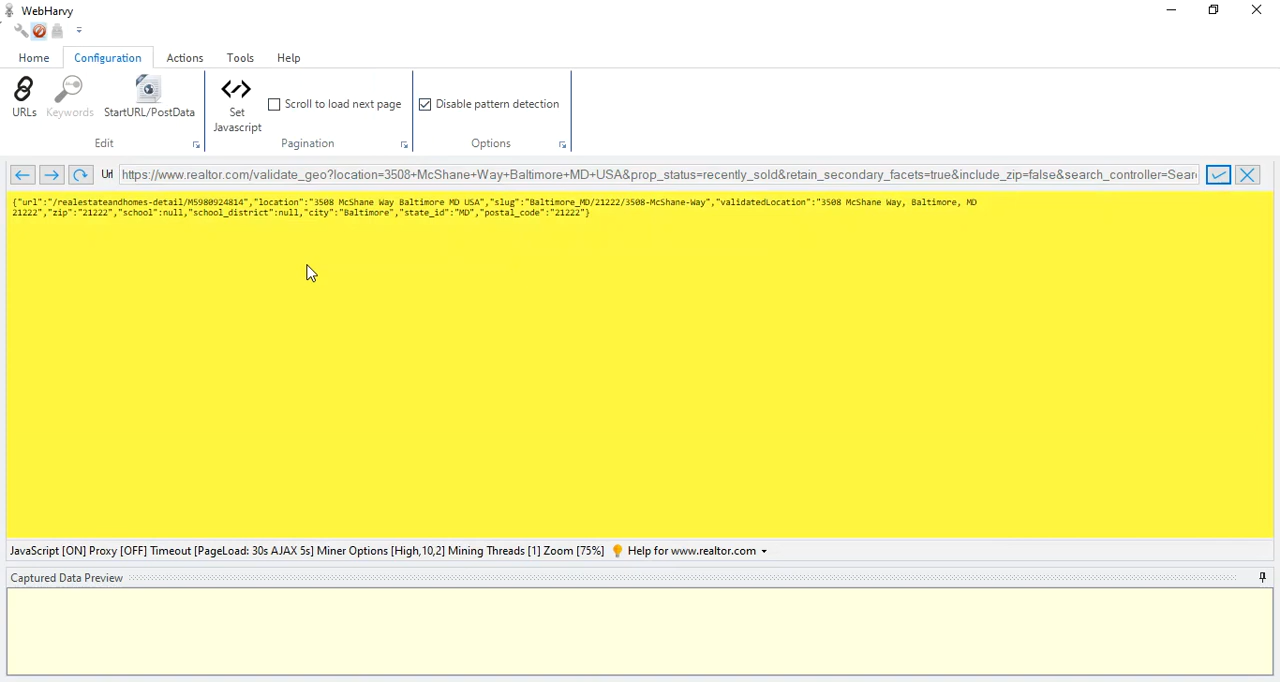 WebHarvy
Home Configuration Actions Tools Help
URLs Keywords StartURL/PostData
Edit
Set
Javascript
Scroll to load next page
Pagination
Disable pattern detection
Options
Url https://www.realtor.com/validate_geo?location=3508+McShane+Way+Baltimore+MD+USA&prop_status=recently_sold&retain_secondary_facets=true&include_zip=false&search_controller=Sear
{"url":"/realestateandhomes-detail/M5980924814","location":"3508 McShane Way Baltimore MD USA","slug":"Baltimore_MD/21222/3508-McShane-Way","validatedLocation":"3508 McShane Way, Baltimore, MD
21222","zip":"21222","school":null,"school_district":null,"city":"Baltimore","state_id":"MD","postal_code":"21222"}
JavaScript [ON] Proxy [OFF] Timeout [PageLoad: 30s AJAX 5s] Miner Options [High,10,2] Mining Threads [1] Zoom [75%] Help for www.realtor.com
Captured Data Preview